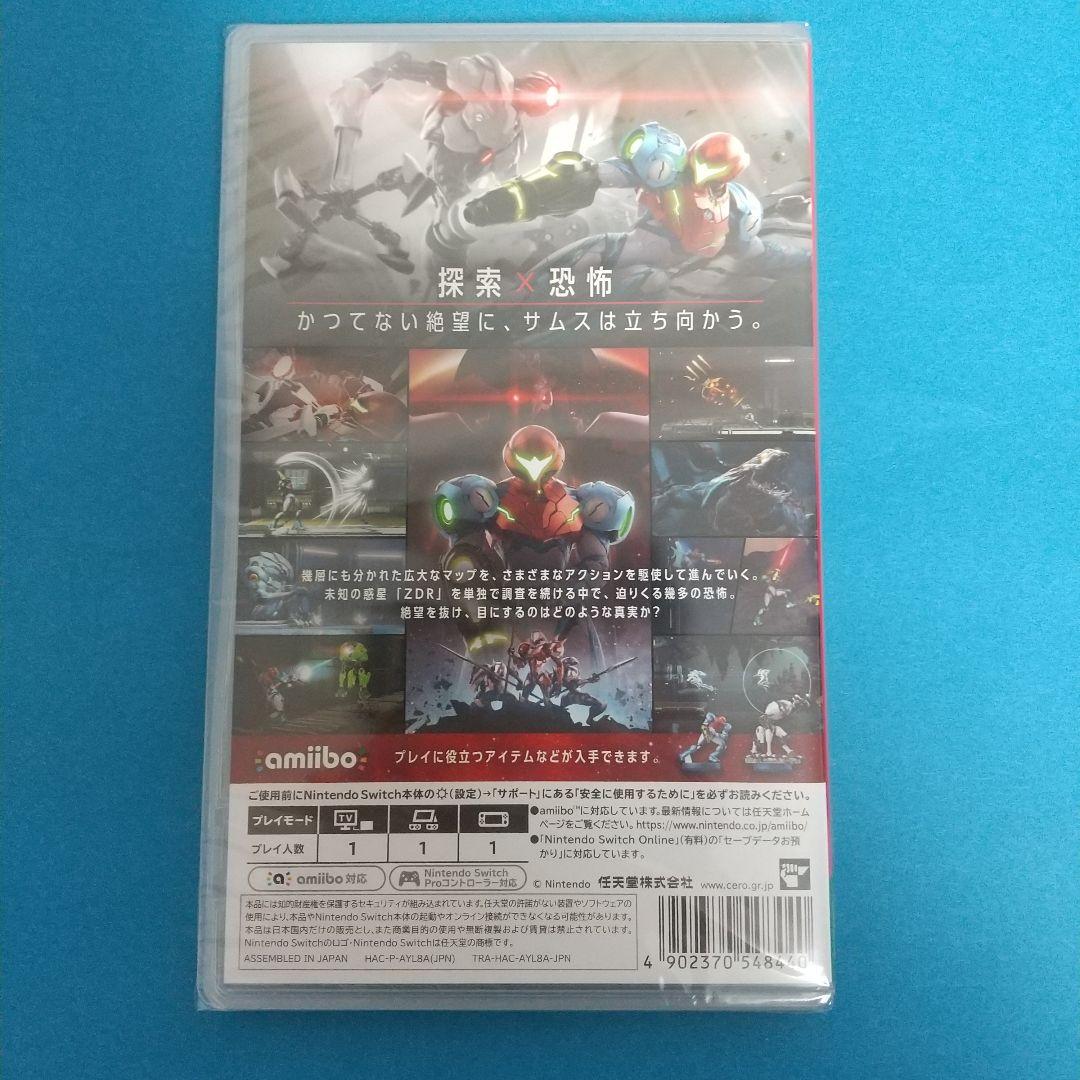 探索×恐怖
かつてない絶望に、サムスは立ち向かう。
幾層にも分かれた広大なマップを、さまざまなアクションを駆使して進んでいく。
未知の惑星「ZDR」を単独で調査を続ける中で、迫りくる幾多の恐怖。
絶望を抜け、目にするのはどのような真実か?
amiibo プレイに役立つアイテムなどが入手できます。
ご使用前にNintendo Switch本体の(設定)→「サポート」にある「安全に使用するために」を必ずお読みください。
プレイモード TV
プレイ人数 1 1 1
●amiibo™に対応しています。最新情報については任天堂ホーム
ページをご覧ください。https://www.nintendo.co.jp/amiibo/
●「Nintendo Switch Online」(有料)の「セーブデータお預
かり」に対応しています。
amiibo 対応
Nintendo Switch
Proコントローラー対応
© Nintendo 任天堂株式会社 www.cero.gr.jp
本品には知的財産権を保護するセキュリティが組み込まれています。任天堂の許諾がない装置やソフトウェアの
使用により、本品やNintendo Switch本体の起動やオンライン接続ができなくなる可能性があります。
本品は日本国内だけの販売とし、また商業目的の使用や無断複製および賃貸は禁止されています。
Nintendo Switchのロゴ・Nintendo Switchは任天堂の商標です。
ASSEMBLED IN JAPAN HAC-P-AYL8A(JPN) TRA-HAC-AYL8A-JPN
4 902370 548440